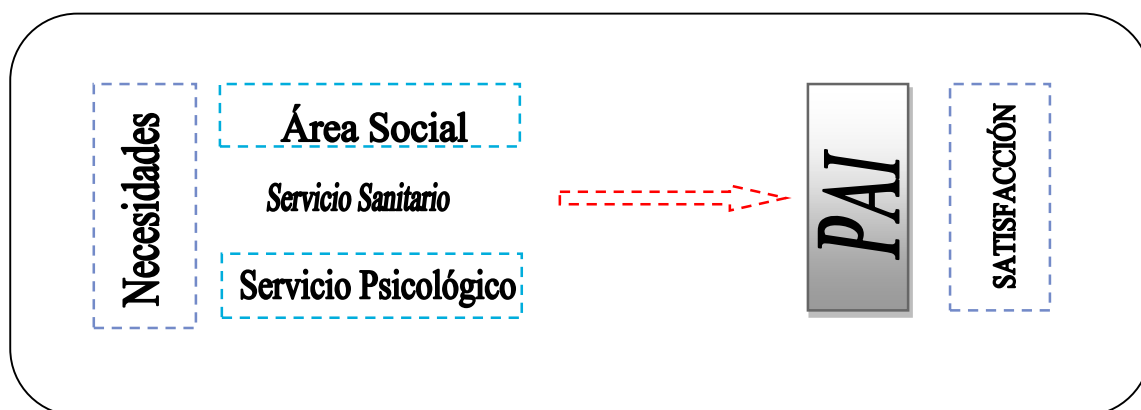 Necesidades
Área Social
Servicio Sanitario
Servicio Psicológico
PAI
SATISFACCIÓN